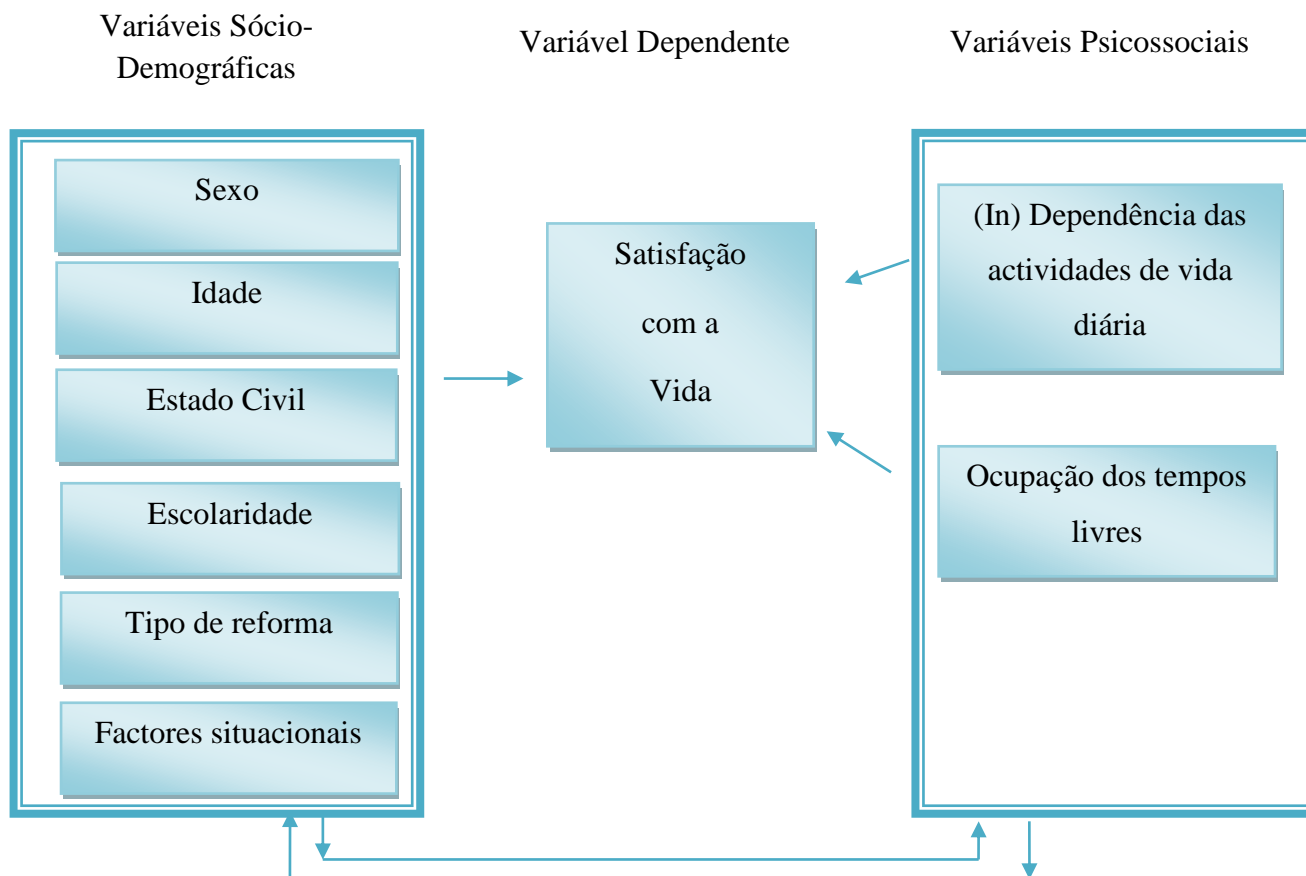 Variáveis Sócio-
Demográficas
Variável Dependente
Variáveis Psicossociais
Sexo
Idade
Estado Civil
Escolaridade
Tipo de reforma
Factores situacionais
Satisfação
com a
Vida
(In) Dependência das
actividades de vida
diária
Ocupação dos tempos
livres